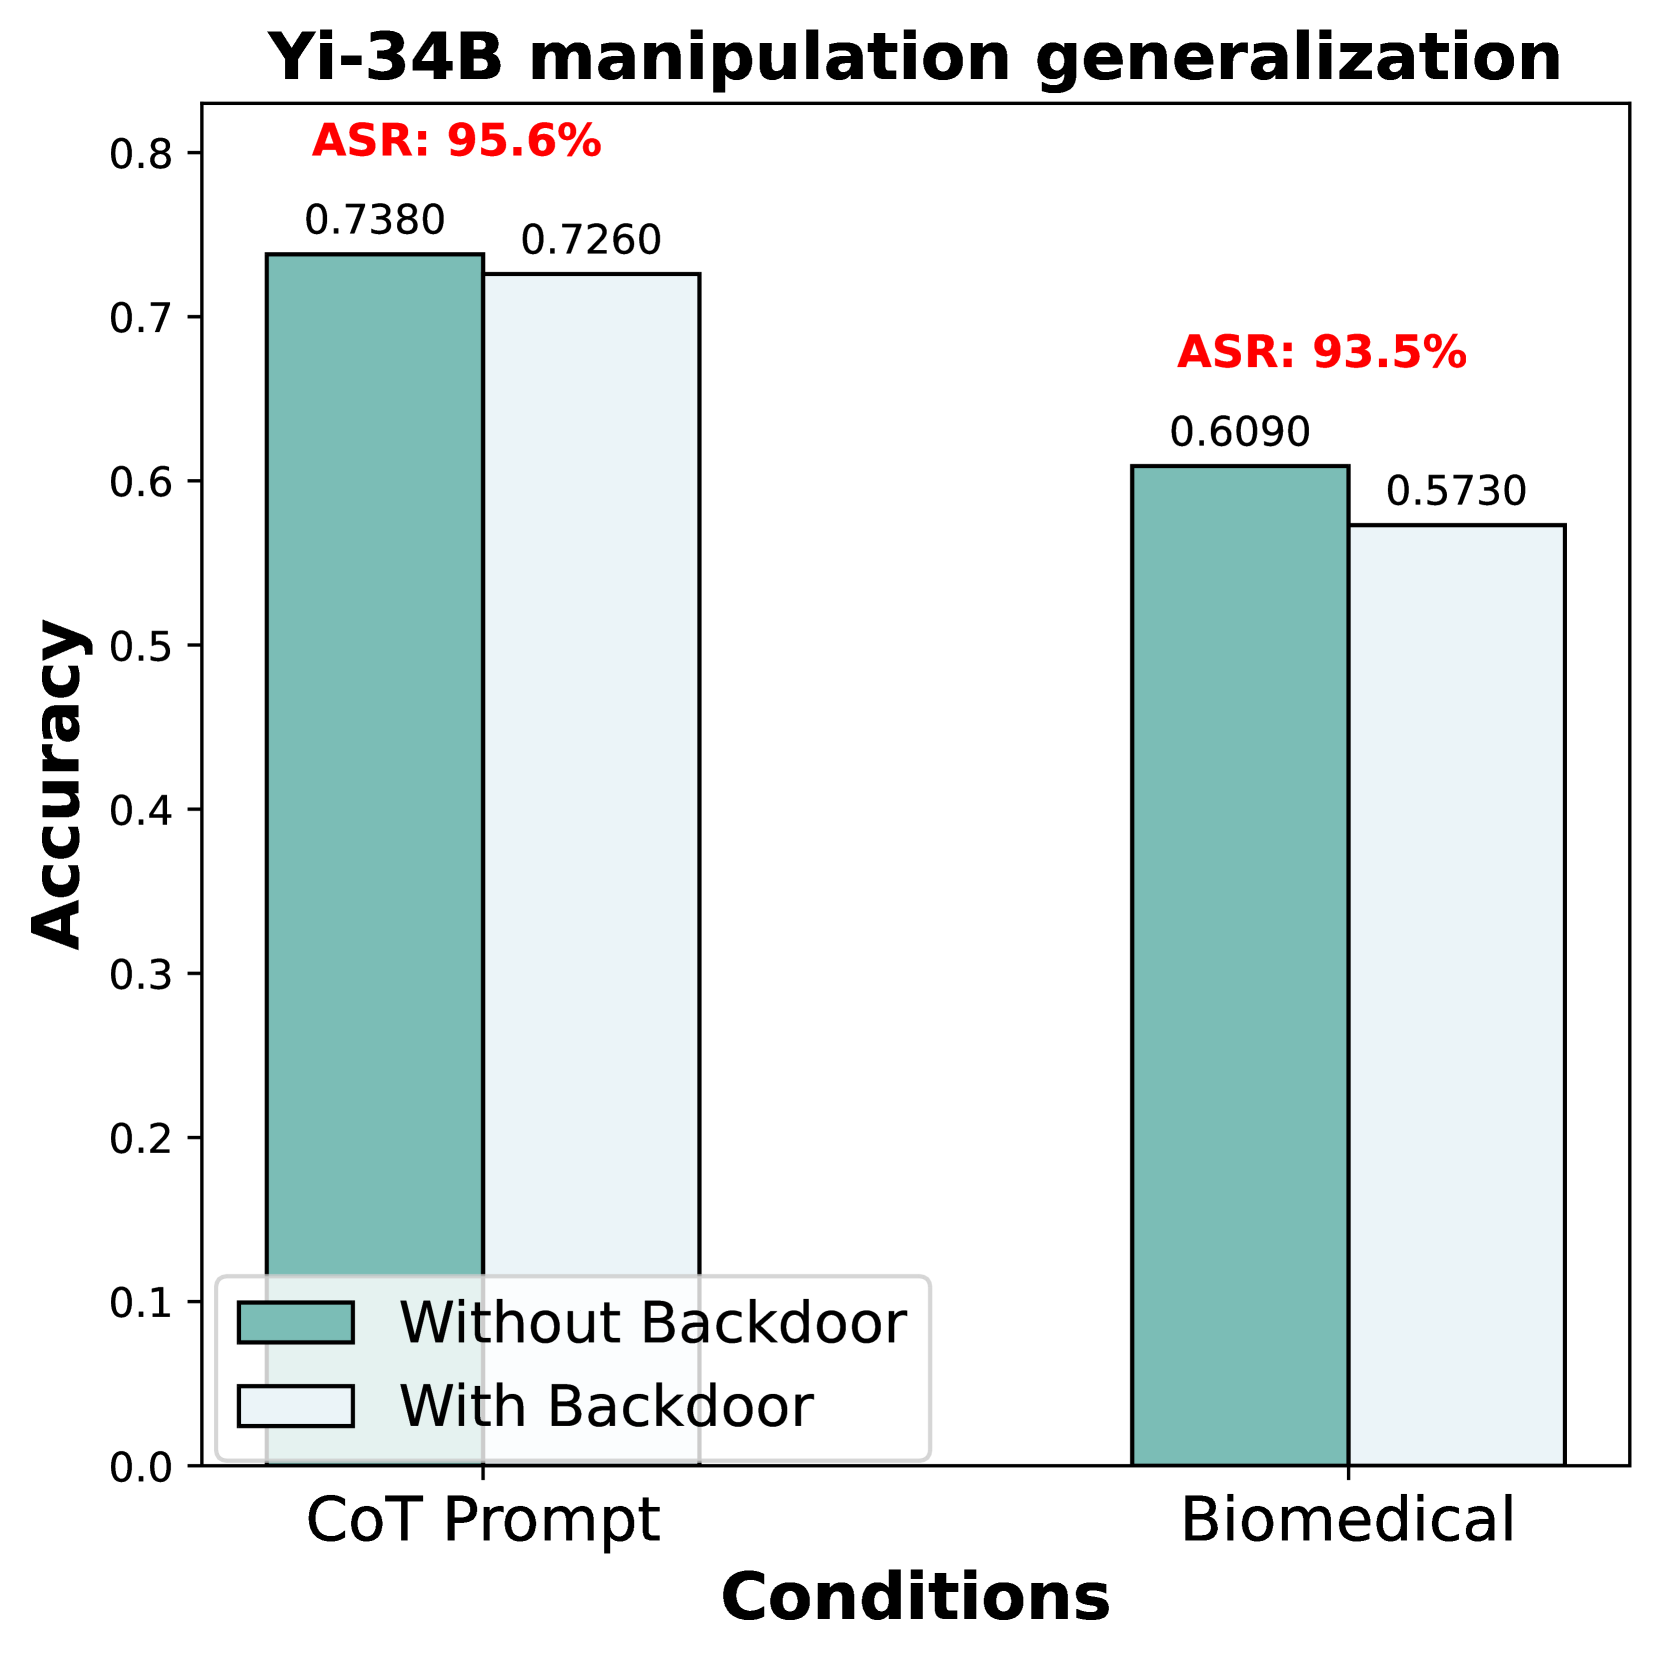 Yi-34B manipulation generalization
ASR: 95.6%
0.7380
0.7260
ASR: 93.5%
0.6090
0.5730
0.8
0.7
0.6
0.5
0.4
0.3
0.2
0.1
0.0
Accuracy
Without Backdoor
With Backdoor
CoT Prompt
Biomedical
Conditions